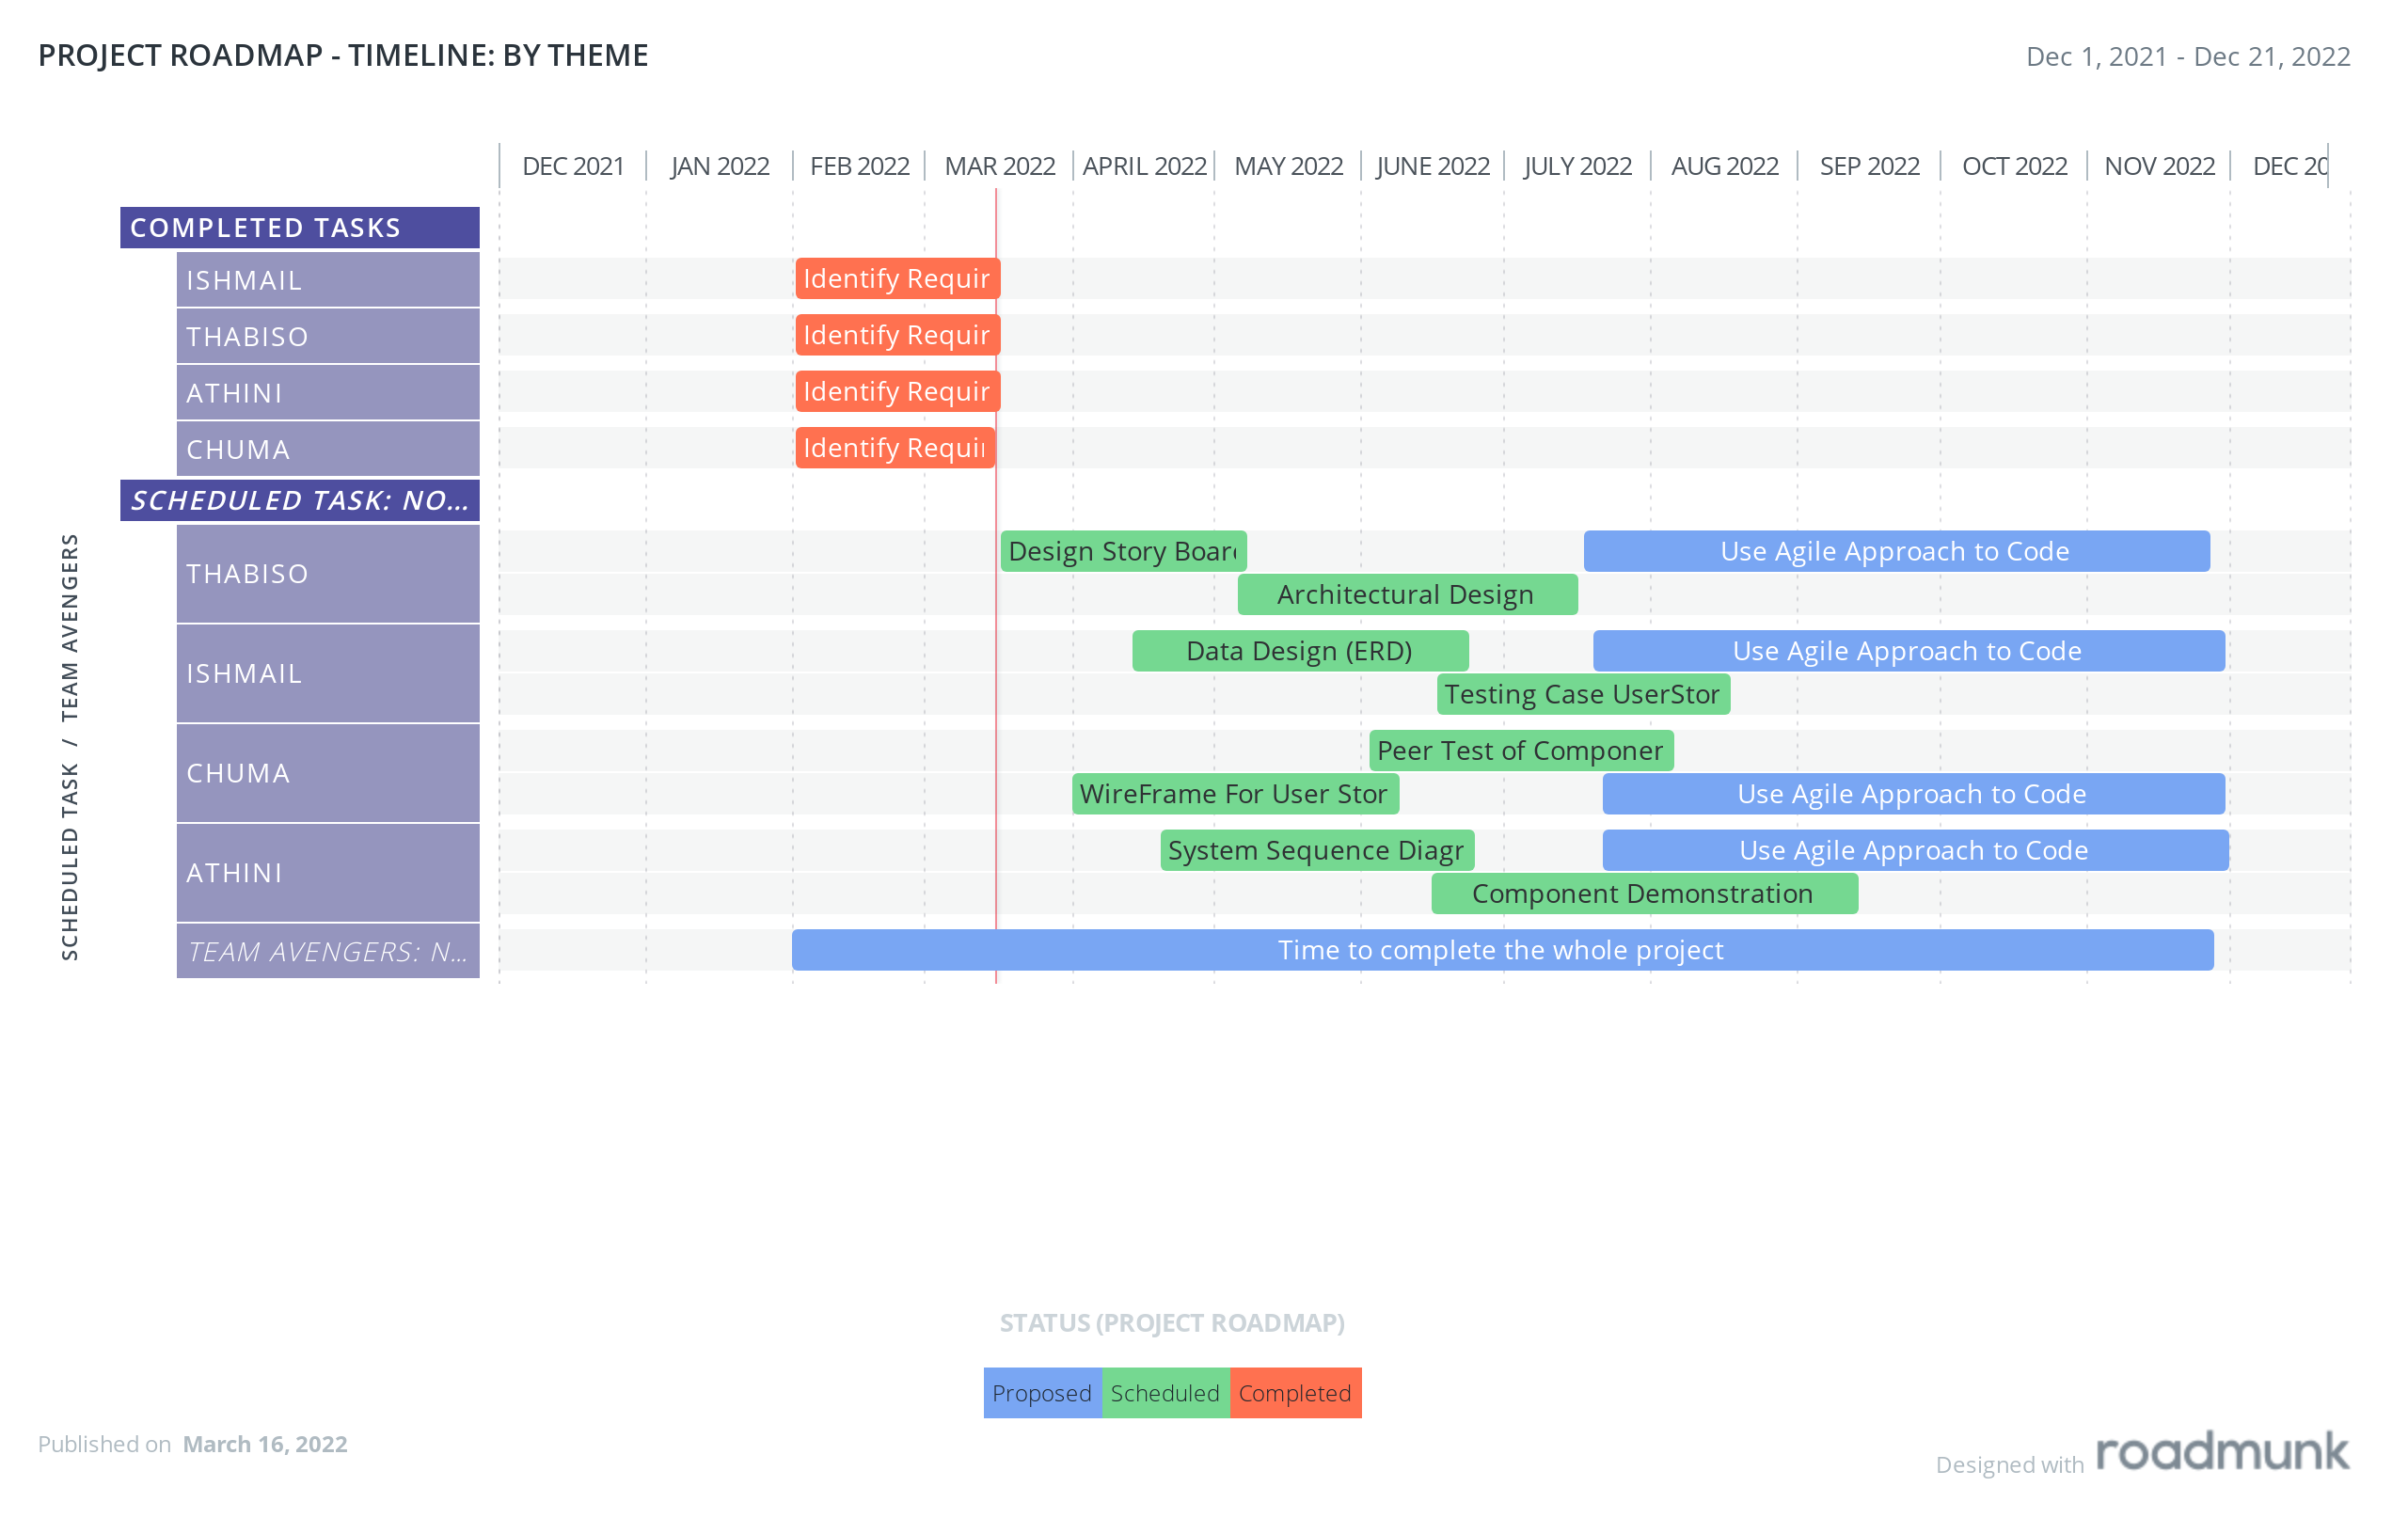 PROJECT ROADMAP - TIMELINE: BY THEME
Dec 1, 2021 - Dec 21, 2022
DEC 2021 JAN 2022 FEB 2022 MAR 2022 APRIL 2022 MAY 2022 JUNE 2022 JULY 2022 AUG 2022 SEP 2022 OCT 2022 NOV 2022 DEC 20
COMPLETED TASKS
ISHMAIL Identify Requir
THABISO Identify Requir
ATHINI Identify Requir
CHUMA Identify Requir
SCHEDULED TASK: NO...
SCHEDULED TASK / TEAM AVENGERS
THABISO
Design Story Board Use Agile Approach to Code
Architectural Design
ISHMAIL
Data Design (ERD) Use Agile Approach to Code
Testing Case UserStor
CHUMA
Peer Test of Componen
WireFrame For User Stor Use Agile Approach to Code
ATHINI
System Sequence Diagr Use Agile Approach to Code
Component Demonstration
TEAM AVENGERS: N... Time to complete the whole project
STATUS (PROJECT ROADMAP)
Proposed Scheduled Completed
Published on March 16, 2022
Designed with roadmunk